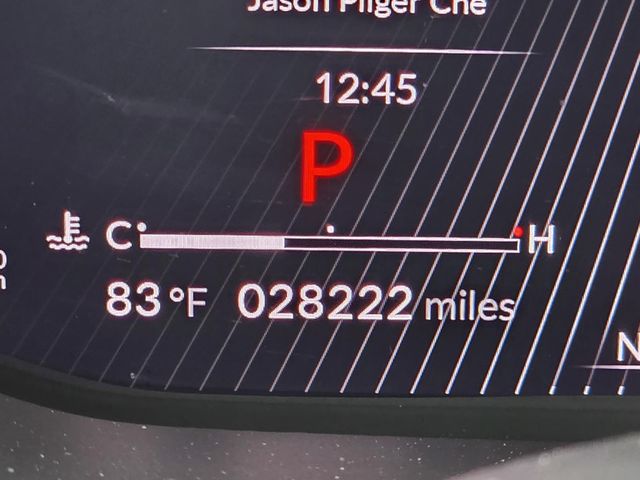 Jason Pilger Che
12:45
P
C H
83 °F 028222 miles
N